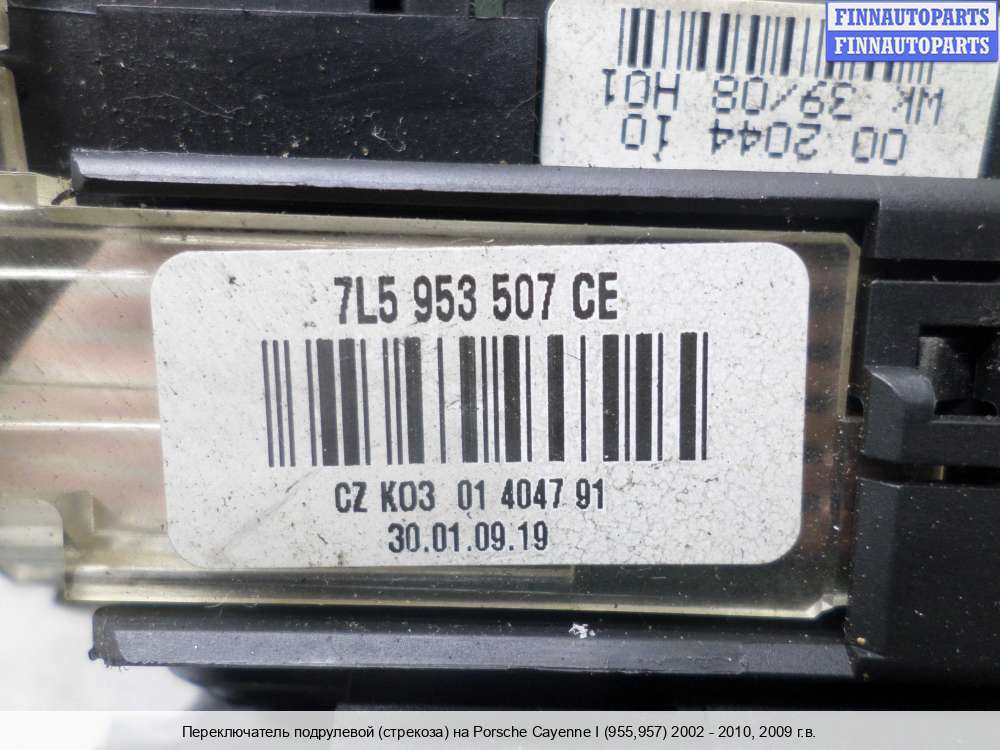 FINNAUTOPARTS
FINNAUTOPARTS
WK 39/08 H01
00 2044 10
7L5 953 507 CE
CZ K03 01 4047 91
30.01.09.19
Переключатель подрулевой (стрекоза) на Porsche Cayenne I (955,957) 2002 - 2010, 2009 г.в.